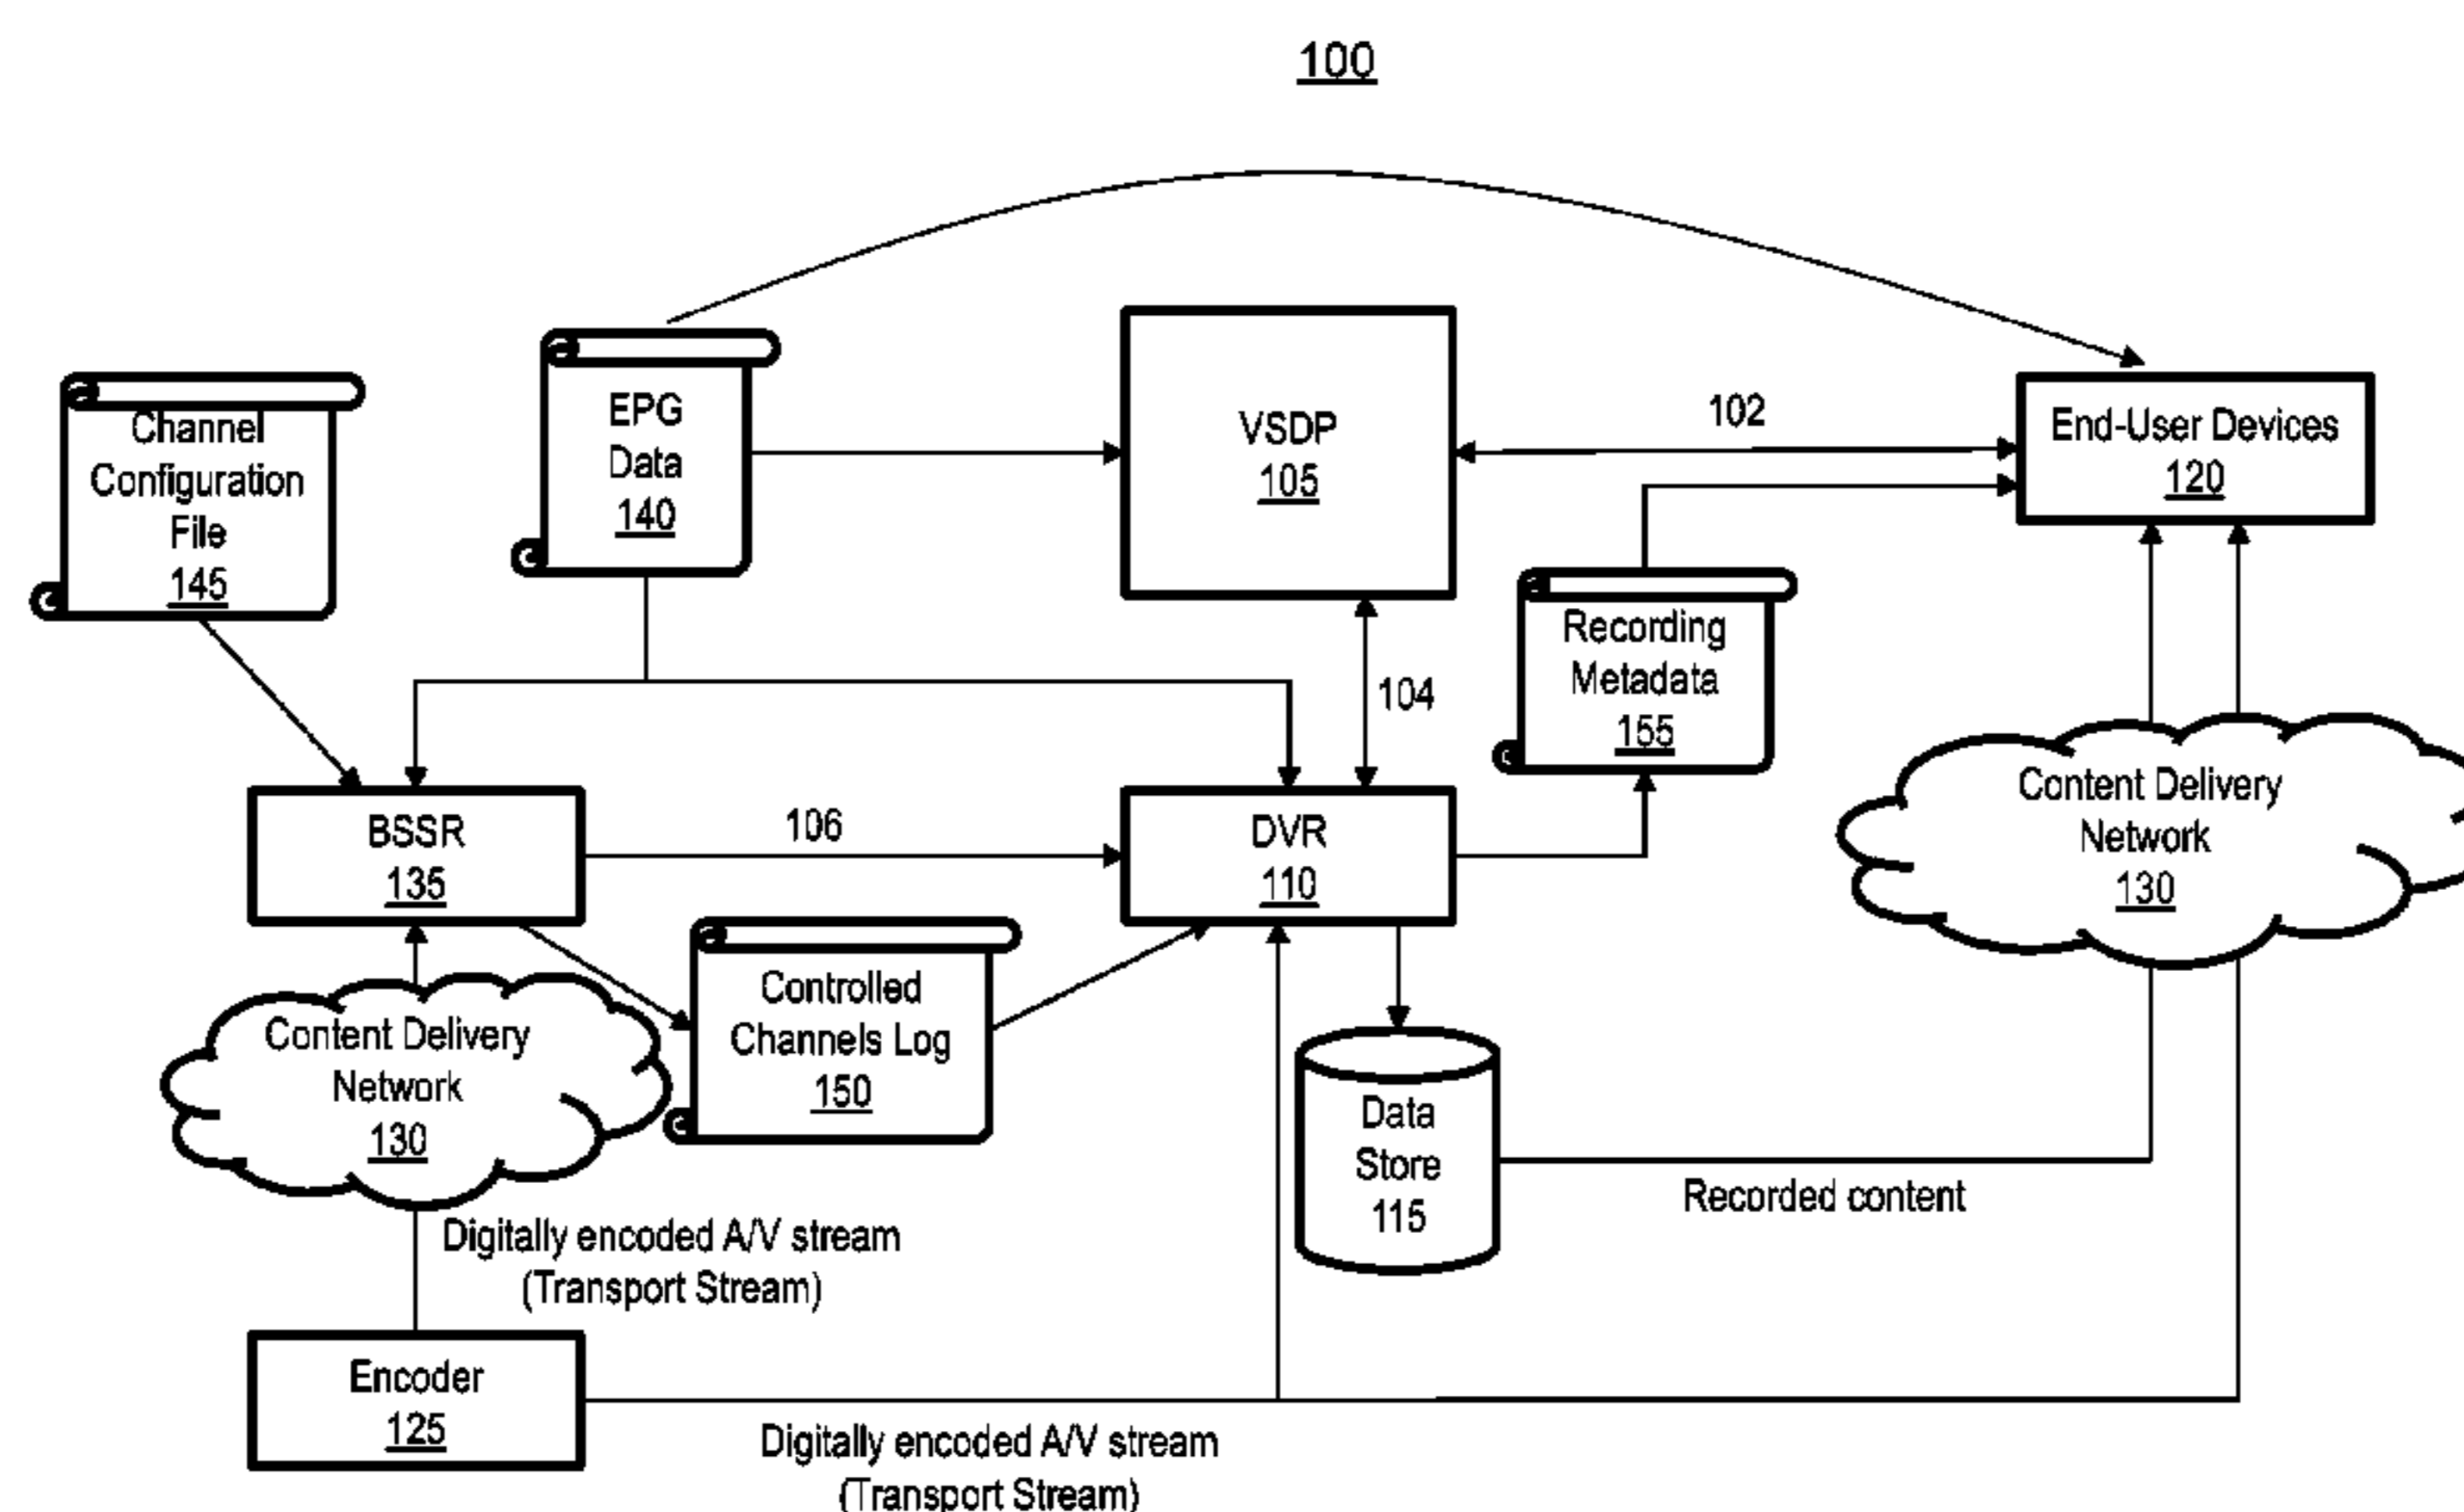 100
Channel
Configuration
File
145
EPG
Data
140
VSDP
105
102
End-User Devices
120
Recording
Metadata
155
104
BSSR
135
106
DVR
110
Content Delivery
Network
130
Controlled
Channels Log
150
Content Delivery
Network
130
Data
Store
115
Recorded content
Digitally encoded A/V stream
(Transport Stream)
Encoder
125
Digitally encoded A/V stream
(Transport Stream)